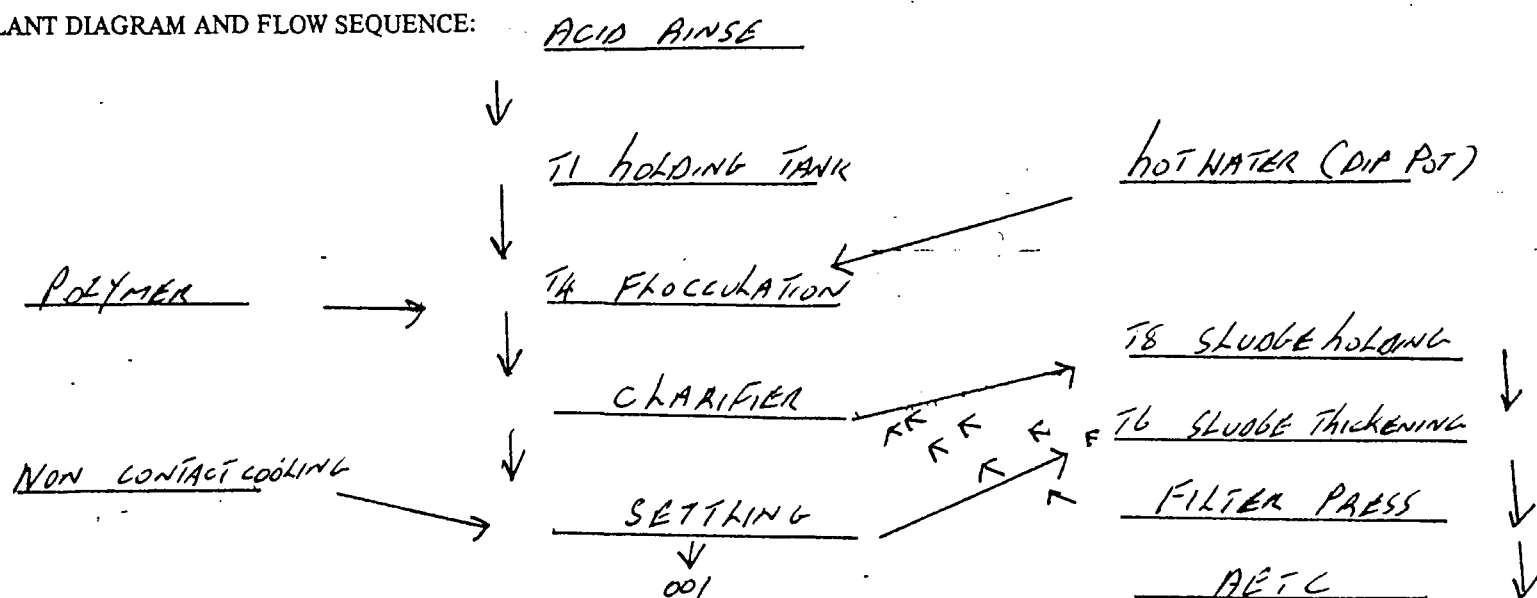 LANT DIAGRAM AND FLOW SEQUENCE:
ACID RINSE
T1 HOLDING TANK
HOT WATER (DIP POT)
POLYMER
T4 FLOCCULATION
T8 SLUDGE HOLDING
CLARIFIER
T6 SLUDGE THICKENING
NON CONTACT COOLING
SETTLING
FILTER PRESS
001
AETC